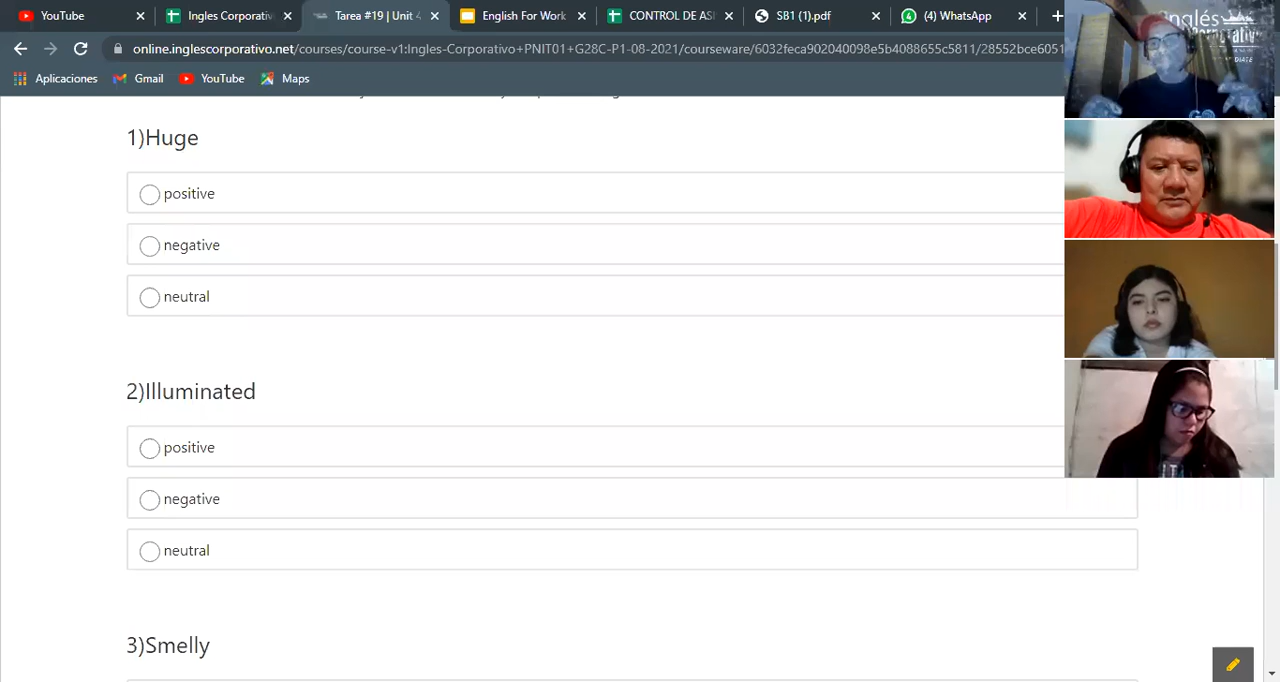 YouTube
Ingles Corporativ
Tarea #19 | Unit 4
English For Work
CONTROL DE ASI
SB1 (1).pdf
(4) WhatsApp
online.inglescorporativo.net/courses/course-v1:Ingles-Corporativo+PNIT01+G28C-P1-08-2021/courseware/6032feca902040098e5b4088655c5811/28552bce6051
Aplicaciones
Gmail
YouTube
Maps
1)Huge
positive
negative
neutral
2)Illuminated
positive
negative
neutral
3)Smelly